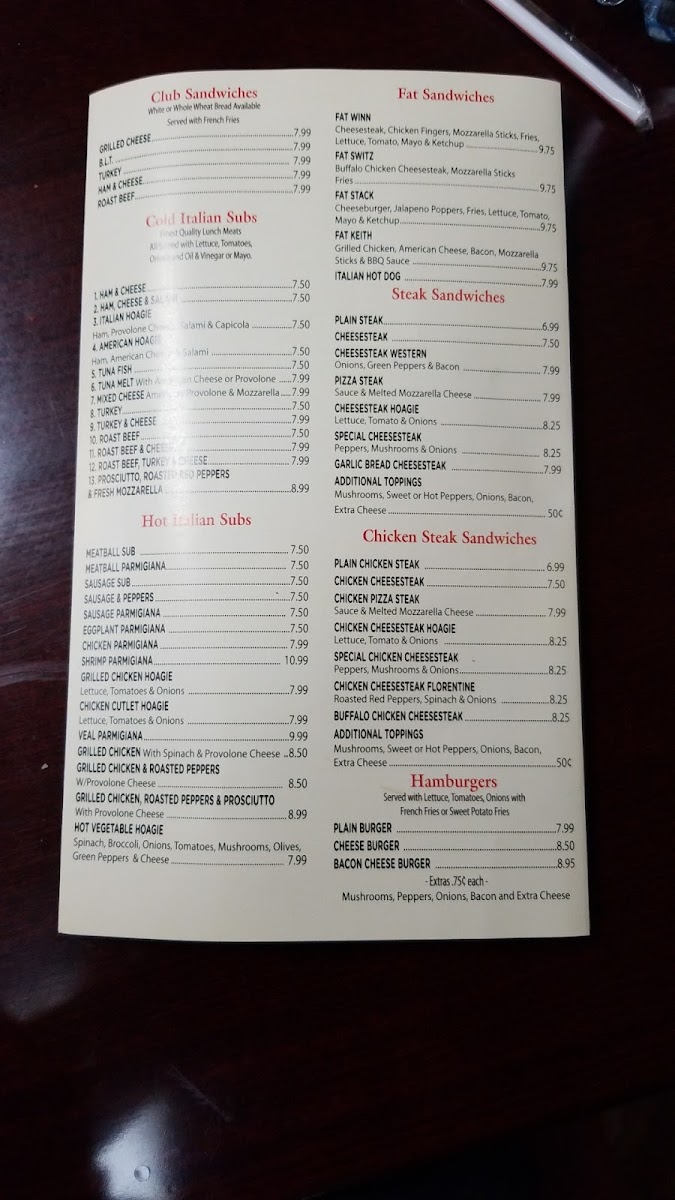 Club Sandwiches
White or Whole Wheat Bread Available
Served with French Fries
GRILLED CHEESE 7.99
B.L.T. 7.99
TURKEY 7.99
HAM & CHEESE 7.99
ROAST BEEF 7.99
Cold Italian Subs
Finest Quality Lunch Meats
All Served with Lettuce, Tomatoes,
Onions and Oil & Vinegar or Mayo.
1. HAM & CHEESE 7.50
2. HAM, CHEESE & SALAMI 7.50
3. ITALIAN HOAGIE
Ham, Provolone Cheese, Salami & Capicola 7.50
4. AMERICAN HOAGIE
Ham, American Cheese & Salami 7.50
5. TUNA FISH 7.50
6. TUNA MELT With American Cheese or Provolone 7.99
7. MIXED CHEESE American, Provolone & Mozzarella 7.99
8. TURKEY 7.50
9. TURKEY & CHEESE 7.99
10. ROAST BEEF 7.50
11. ROAST BEEF & CHEESE 7.99
12. ROAST BEEF, TURKEY & CHEESE 7.99
13. PROSCIUTTO, ROASTED RED PEPPERS
& FRESH MOZZARELLA 8.99
Hot Italian Subs
MEATBALL SUB 7.50
MEATBALL PARMIGIANA 7.50
SAUSAGE SUB 7.50
SAUSAGE & PEPPERS 7.50
SAUSAGE PARMIGIANA 7.50
EGGPLANT PARMIGIANA 7.50
CHICKEN PARMIGIANA 7.99
SHRIMP PARMIGIANA 10.99
GRILLED CHICKEN HOAGIE
Lettuce, Tomatoes & Onions 7.99
CHICKEN CUTLET HOAGIE
Lettuce, Tomatoes & Onions 7.99
VEAL PARMIGIANA 9.99
GRILLED CHICKEN With Spinach & Provolone Cheese 8.50
GRILLED CHICKEN & ROASTED PEPPERS
W/Provolone Cheese 8.50
GRILLED CHICKEN, ROASTED PEPPERS & PROSCIUTTO
With Provolone Cheese 8.99
HOT VEGETABLE HOAGIE
Spinach, Broccoli, Onions, Tomatoes, Mushrooms, Olives,
Green Peppers & Cheese 7.99
Fat Sandwiches
FAT WINN
Cheesesteak, Chicken Fingers, Mozzarella Sticks, Fries,
Lettuce, Tomato, Mayo & Ketchup 9.75
FAT SWITZ
Buffalo Chicken Cheesesteak, Mozzarella Sticks
Fries 9.75
FAT STACK
Cheeseburger, Jalapeno Poppers, Fries, Lettuce, Tomato,
Mayo & Ketchup 9.75
FAT KEITH
Grilled Chicken, American Cheese, Bacon, Mozzarella
Sticks & BBQ Sauce 9.75
ITALIAN HOT DOG 7.99
Steak Sandwiches
PLAIN STEAK 6.99
CHEESESTEAK 7.50
CHEESESTEAK WESTERN
Onions, Green Peppers & Bacon 7.99
PIZZA STEAK
Sauce & Melted Mozzarella Cheese 7.99
CHEESESTEAK HOAGIE
Lettuce, Tomato & Onions 8.25
SPECIAL CHEESESTEAK
Peppers, Mushrooms & Onions 8.25
GARLIC BREAD CHEESESTEAK 7.99
ADDITIONAL TOPPINGS
Mushrooms, Sweet or Hot Peppers, Onions, Bacon,
Extra Cheese 50¢
Chicken Steak Sandwiches
PLAIN CHICKEN STEAK 6.99
CHICKEN CHEESESTEAK 7.50
CHICKEN PIZZA STEAK
Sauce & Melted Mozzarella Cheese 7.99
CHICKEN CHEESESTEAK HOAGIE
Lettuce, Tomato & Onions 8.25
SPECIAL CHICKEN CHEESESTEAK
Peppers, Mushrooms & Onions 8.25
CHICKEN CHEESESTEAK FLORENTINE
Roasted Red Peppers, Spinach & Onions 8.25
BUFFALO CHICKEN CHEESESTEAK 8.25
ADDITIONAL TOPPINGS
Mushrooms, Sweet or Hot Peppers, Onions, Bacon,
Extra Cheese 50¢
Hamburgers
Served with Lettuce, Tomatoes, Onions with
French Fries or Sweet Potato Fries
PLAIN BURGER 7.99
CHEESE BURGER 8.50
BACON CHEESE BURGER 8.95
- Extras .75¢ each -
Mushrooms, Peppers, Onions, Bacon and Extra Cheese